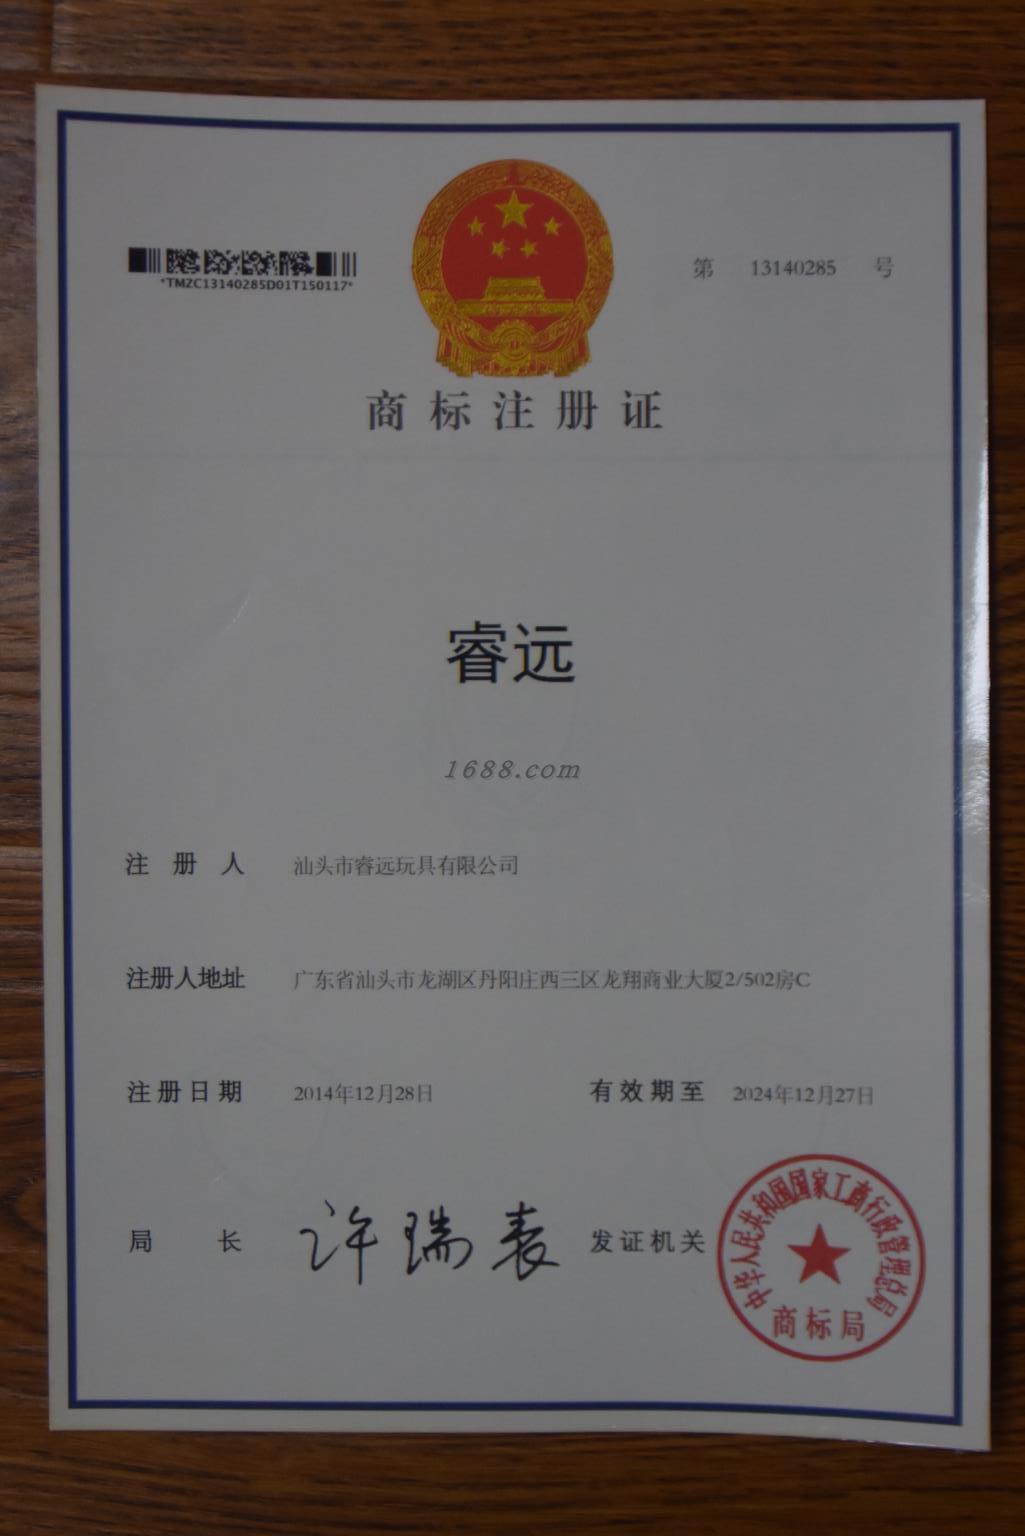 *TMZC13140285D01T150117*
第 13140285 号
商标注册证
睿远
1688.com
注册人 汕头市睿远玩具有限公司
注册人地址 广东省汕头市龙湖区丹阳庄西三区龙翔商业大厦2/502房C
注册日期 2014年12月28日 有效期至 2024年12月27日
局长 许瑞表 发证机关
中华人民共和国国家工商行政管理总局
商标局